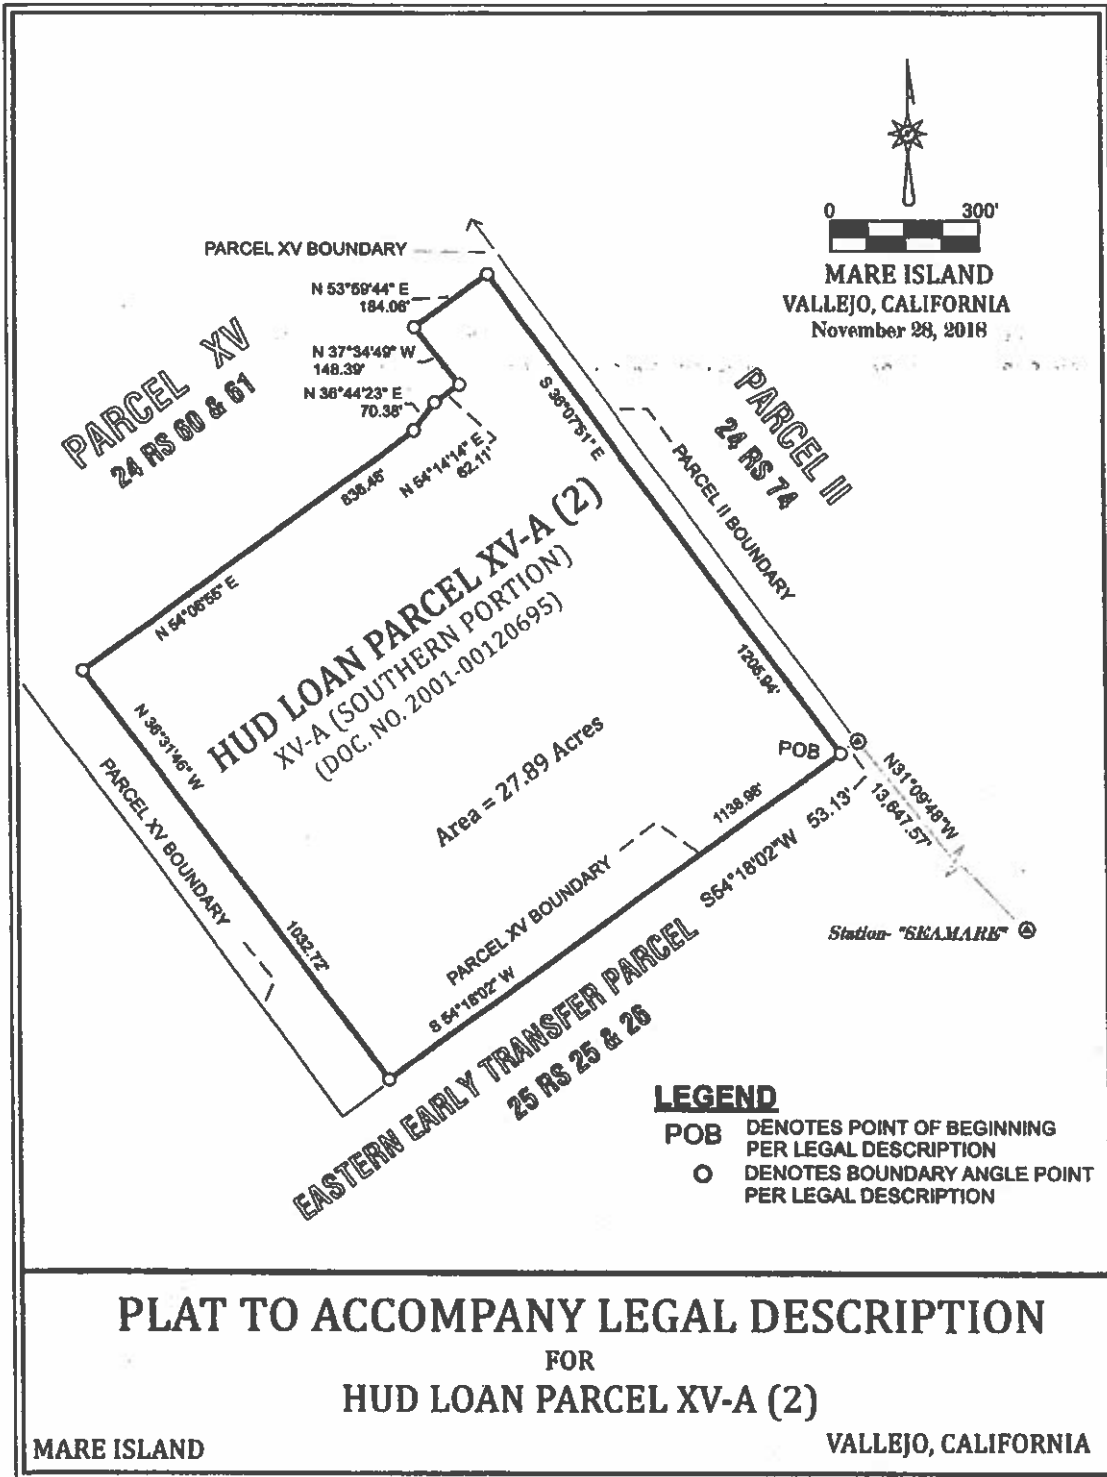 0 300'
MARE ISLAND
VALLEJO, CALIFORNIA
November 28, 2018
PARCEL XV BOUNDARY
N 53°59'44" E
184.06'
N 37°34'49" W
148.39'
N 36°44'23" E
70.38'
N 54°14'14" E
62.11'
PARCEL XV
24 RS 60 & 61
S 36°07'51" E
1205.94'
PARCEL II
24 RS 74
PARCEL II BOUNDARY
838.46'
N 54°06'55" E
HUD LOAN PARCEL XV-A (2)
XV-A (SOUTHERN PORTION)
(DOC. NO. 2001-00120695)
Area = 27.89 Acres
N 36°31'46" W
1032.72'
PARCEL XV BOUNDARY
POB
N31°09'48"W
13,647.57'
Station- "SEAMARE"
1138.98'
S 54°18'02" W
PARCEL XV BOUNDARY
S54°18'02"W 53.13'
EASTERN EARLY TRANSFER PARCEL
25 RS 25 & 26
LEGEND
POB DENOTES POINT OF BEGINNING
PER LEGAL DESCRIPTION
DENOTES BOUNDARY ANGLE POINT
PER LEGAL DESCRIPTION
PLAT TO ACCOMPANY LEGAL DESCRIPTION
FOR
HUD LOAN PARCEL XV-A (2)
MARE ISLAND
VALLEJO, CALIFORNIA